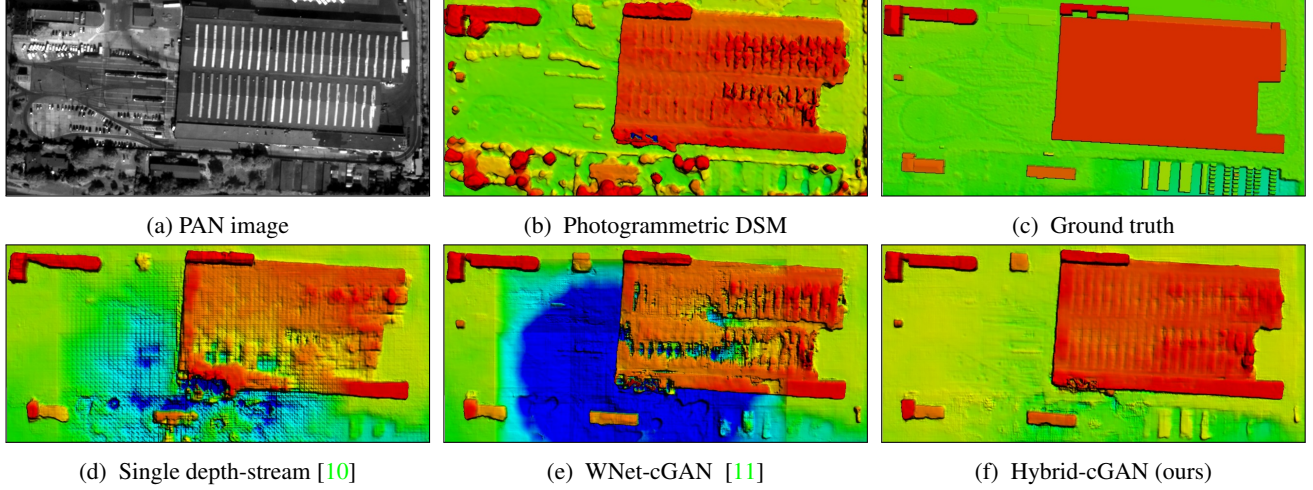 (a) PAN image
(b) Photogrammetric DSM
(c) Ground truth
(d) Single depth-stream [10]
(e) WNet-cGAN [11]
(f) Hybrid-cGAN (ours)